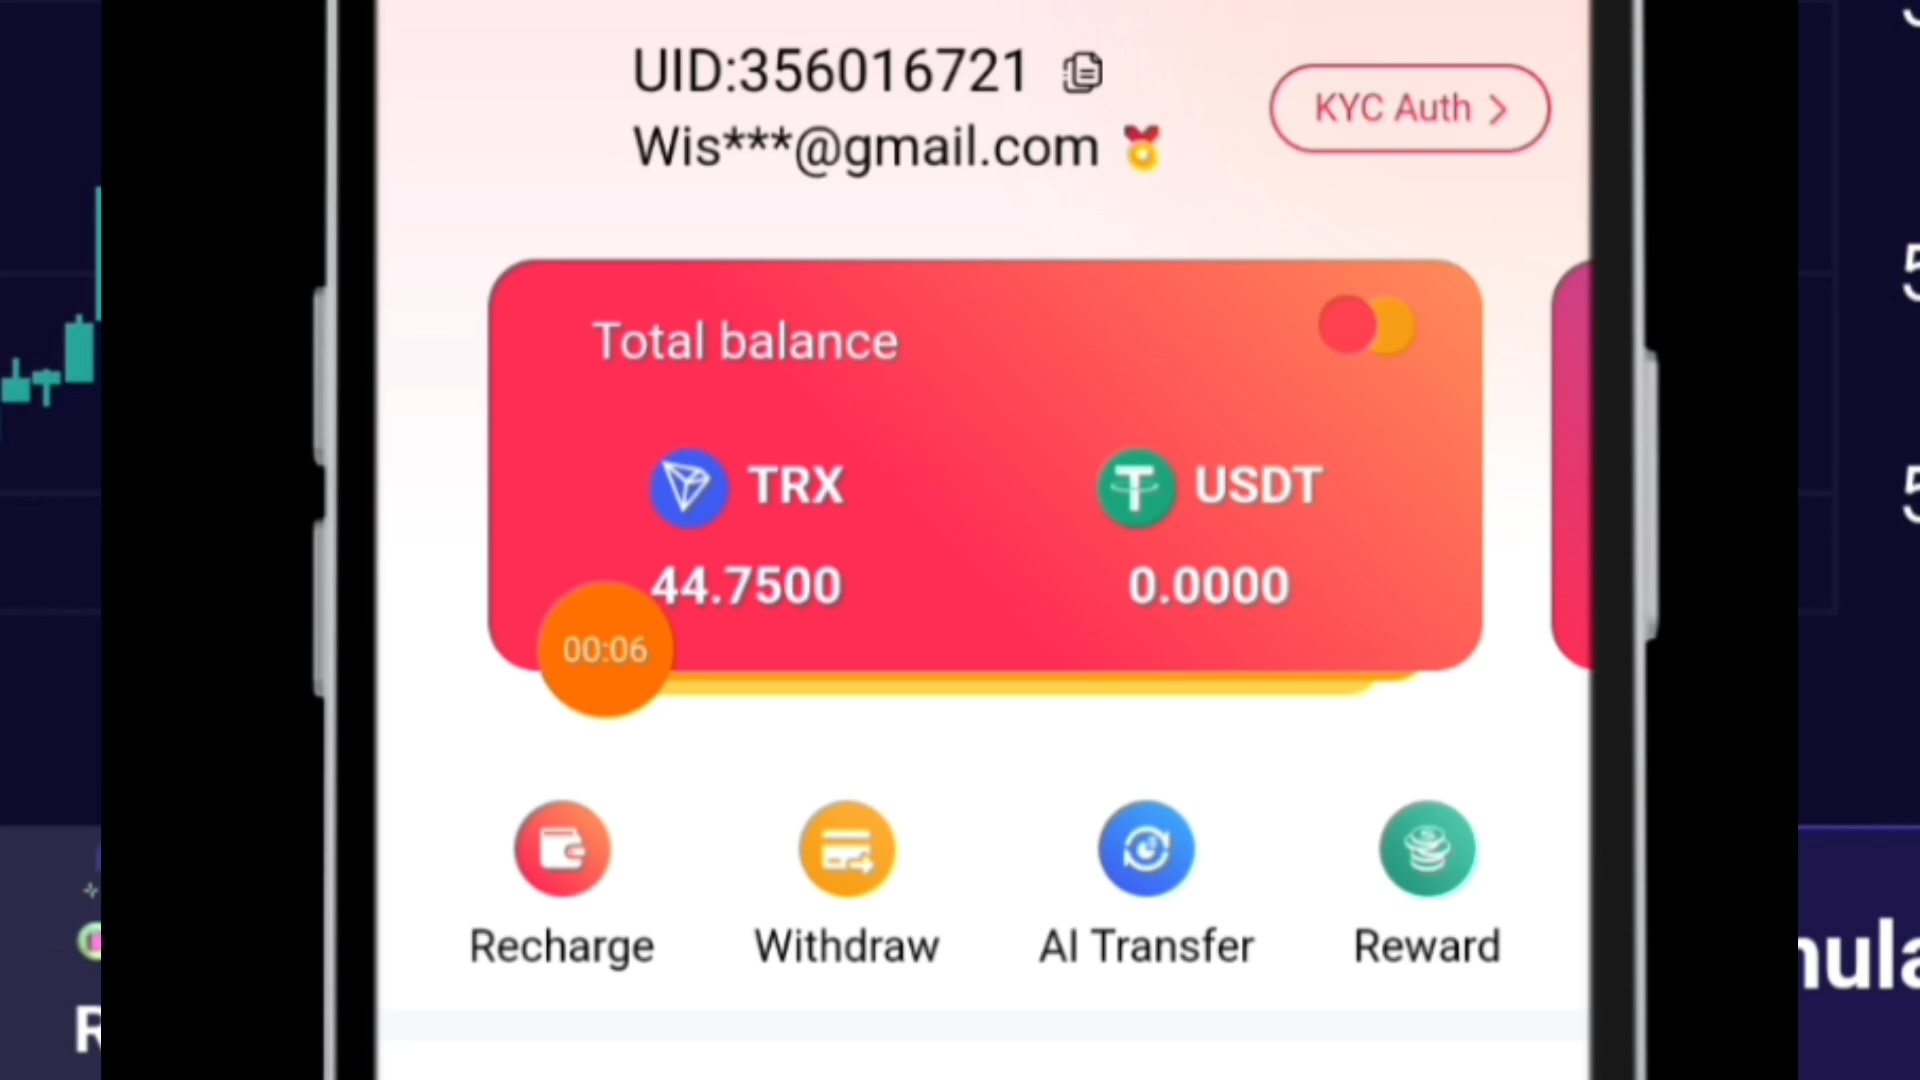 UID:356016721
KYC Auth
Wis***@gmail.com
Total balance
TRX
USDT
44.7500
0.0000
00:06
Recharge
Withdraw
AI Transfer
Reward